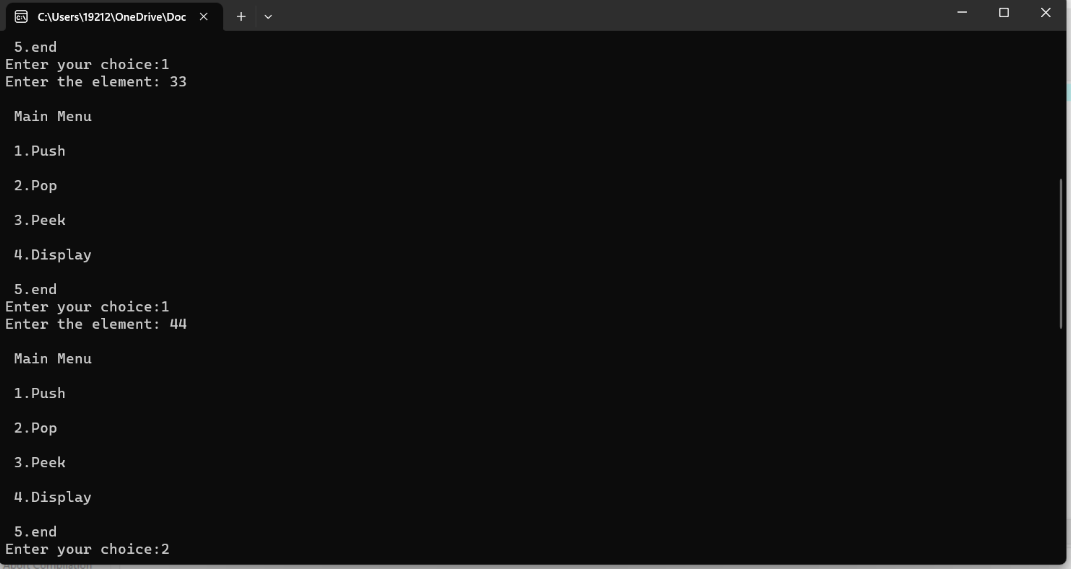 C:\Users\19212\OneDrive\Doc
5.end
Enter your choice:1
Enter the element: 33
Main Menu
1.Push
2.Pop
3.Peek
4.Display
5.end
Enter your choice:1
Enter the element: 44
Main Menu
1.Push
2.Pop
3.Peek
4.Display
5.end
Enter your choice:2
Abort Compilation